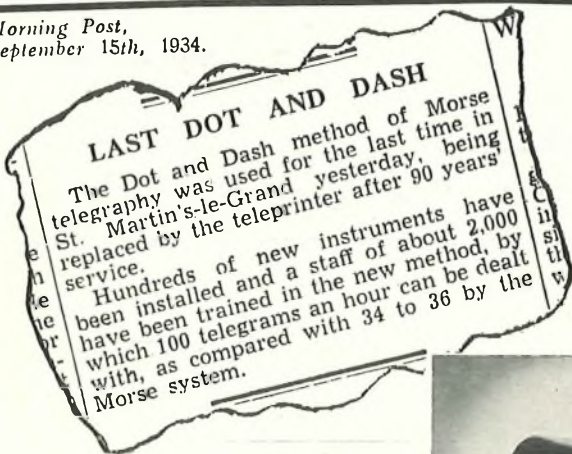 Morning Post,
September 15th, 1934.
LAST DOT AND DASH
The Dot and Dash method of Morse
telegraphy was used for the last time in
St. Martin's-le-Grand yesterday, being
replaced by the teleprinter after 90 years'
service.
Hundreds of new instruments have
been installed and a staff of about 2,000
have been trained in the new method, by
which 100 telegrams an hour can be dealt
with, as compared with 34 to 36 by the
Morse system.